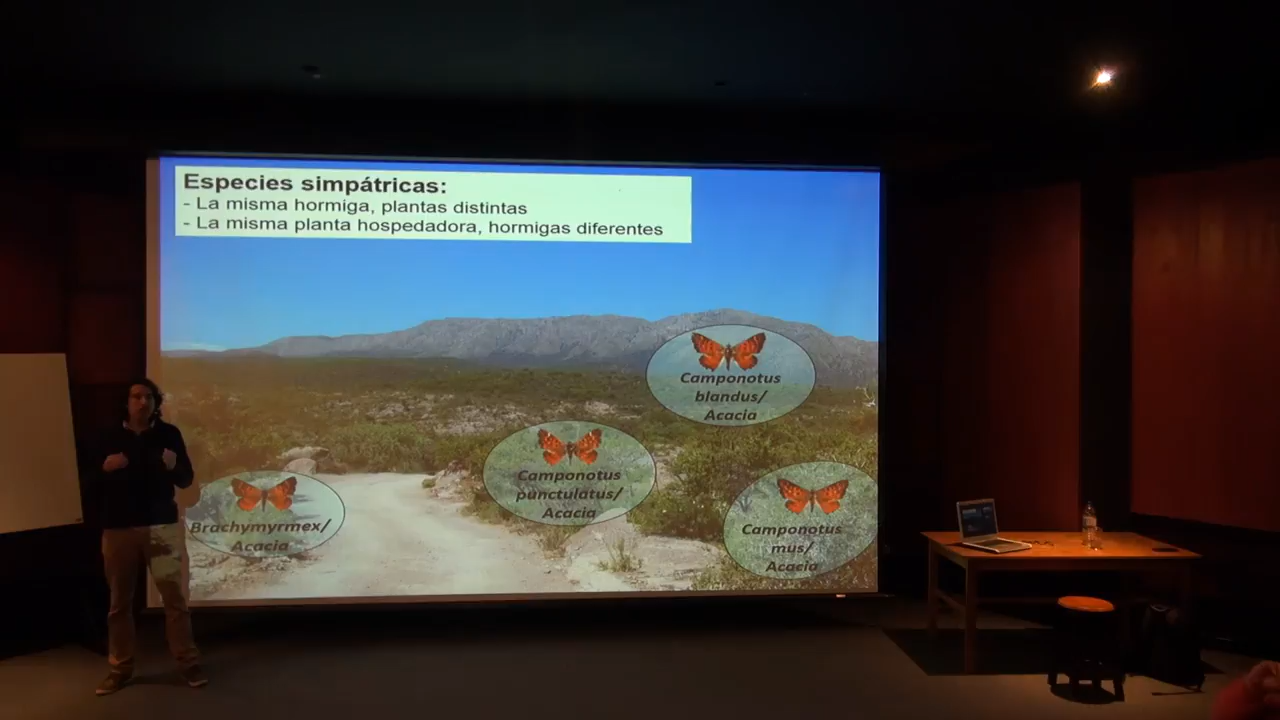 Especies simpátricas:
- La misma hormiga, plantas distintas
- La misma planta hospedadora, hormigas diferentes
Camponotus
blandus/
Acacia
Camponotus
punctulatus/
Acacia
Brachymyrmex/
Acacia
Camponotus
mus/
Acacia